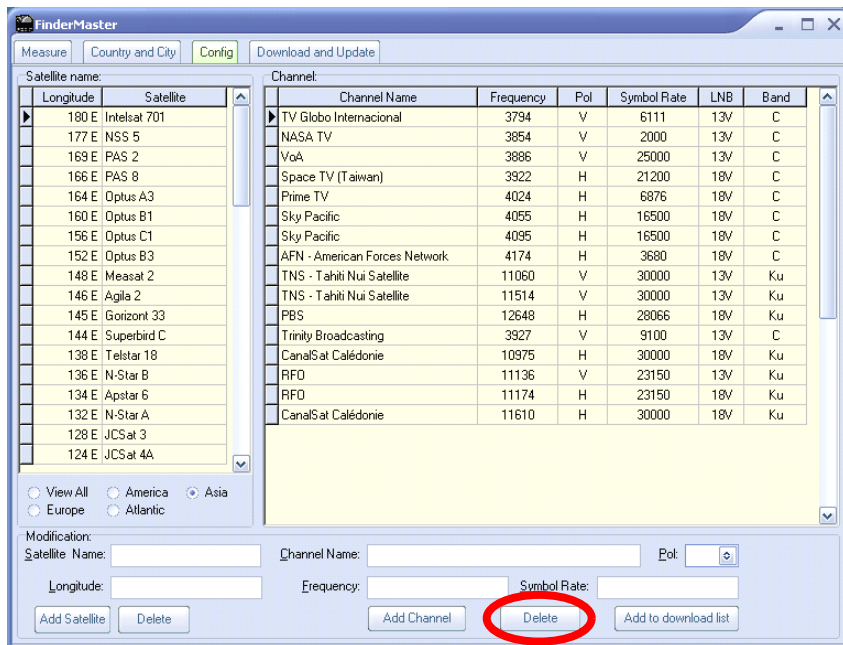 FinderMaster
Measure Country and City Config Download and Update
Satellite name:
Longitude Satellite
180 E Intelsat 701
177 E NSS 5
169 E PAS 2
166 E PAS 8
164 E Optus A3
160 E Optus B1
156 E Optus C1
152 E Optus B3
148 E Measat 2
146 E Agila 2
145 E Gorizont 33
144 E Superbird C
138 E Telstar 18
136 E N-Star B
134 E Apstar 6
132 E N-Star A
128 E JCSat 3
124 E JCSat 4A
View All America Asia
Europe Atlantic
Channel:
Channel Name Frequency Pol Symbol Rate LNB Band
TV Globo Internacional 3794 V 6111 13V C
NASA TV 3854 V 2000 13V C
VoA 3886 V 25000 13V C
Space TV (Taiwan) 3922 H 21200 18V C
Prime TV 4024 H 6876 18V C
Sky Pacific 4055 H 16500 18V C
Sky Pacific 4095 H 16500 18V C
AFN - American Forces Network 4174 H 3680 18V C
TNS - Tahiti Nui Satellite 11060 V 30000 13V Ku
TNS - Tahiti Nui Satellite 11514 V 30000 13V Ku
PBS 12648 H 28066 18V Ku
Trinity Broadcasting 3927 V 9100 13V C
CanalSat Calédonie 10975 H 30000 18V Ku
RFO 11136 V 23150 13V Ku
RFO 11174 H 23150 18V Ku
CanalSat Calédonie 11610 H 30000 18V Ku
Modification:
Satellite Name: Channel Name: Pol:
Longitude: Frequency: Symbol Rate:
Add Satellite Delete Add Channel Delete Add to download list